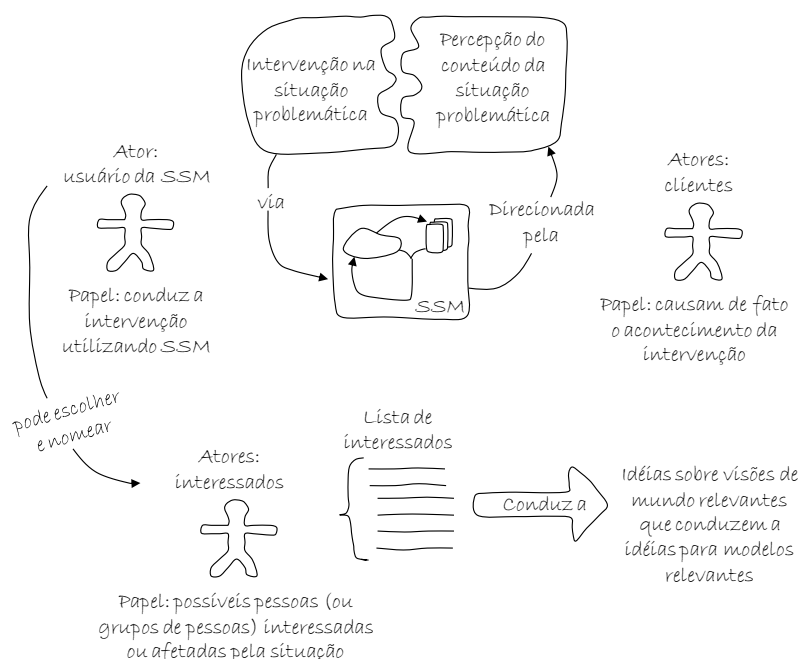 Intervenção na
situação
problemática
Percepção do
conteúdo da
situação
problemática
Ator:
usuário da SSM
via
Direcionada
pela
SSM
Atores:
clientes
Papel: conduz a
intervenção
utilizando SSM
Papel: causam de fato
o acontecimento da
intervenção
pode escolher
e nomear
Atores:
interessados
Lista de
interessados
Conduz a
Idéias sobre visões de
mundo relevantes
que conduzem a
idéias para modelos
relevantes
Papel: possíveis pessoas (ou
grupos de pessoas) interessadas
ou afetadas pela situação